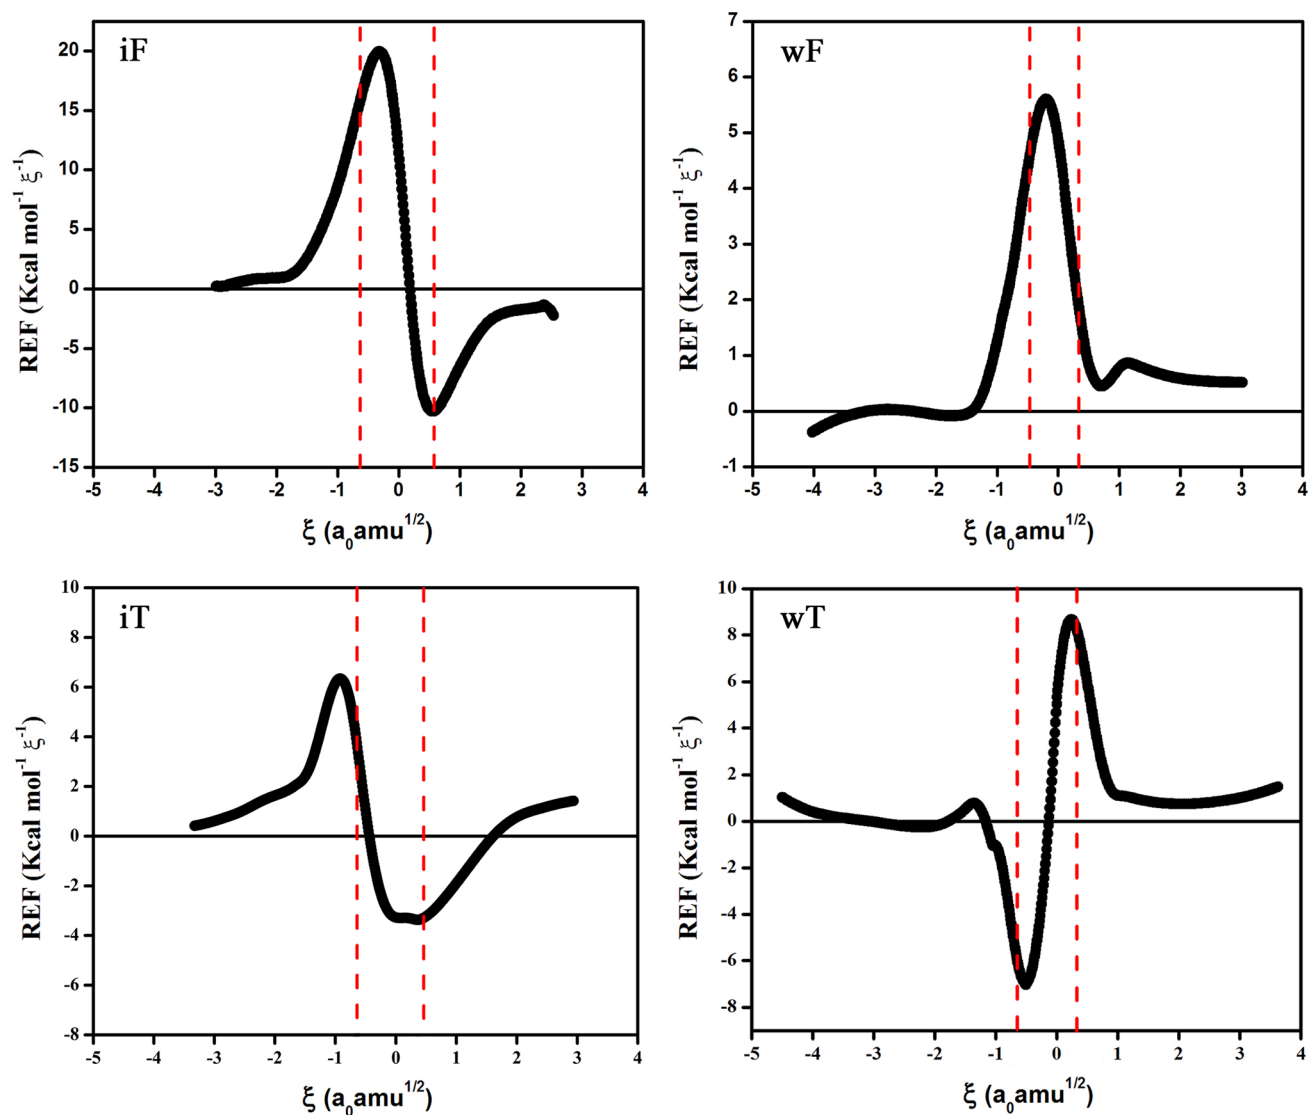 iF
REF (Kcal mol⁻¹ ξ⁻¹)
20
15
10
5
0
-5
-10
-15
-5 -4 -3 -2 -1 0 1 2 3 4
ξ (a₀amu¹/²)
wF
REF (Kcal mol⁻¹ ξ⁻¹)
7
6
5
4
3
2
1
0
-1
-5 -4 -3 -2 -1 0 1 2 3 4
ξ (a₀amu¹/²)
iT
REF (Kcal mol⁻¹ ξ⁻¹)
10
8
6
4
2
0
-2
-4
-6
-8
-5 -4 -3 -2 -1 0 1 2 3 4
ξ (a₀amu¹/²)
wT
REF (Kcal mol⁻¹ ξ⁻¹)
10
8
6
4
2
0
-2
-4
-6
-8
-5 -4 -3 -2 -1 0 1 2 3 4
ξ (a₀amu¹/²)